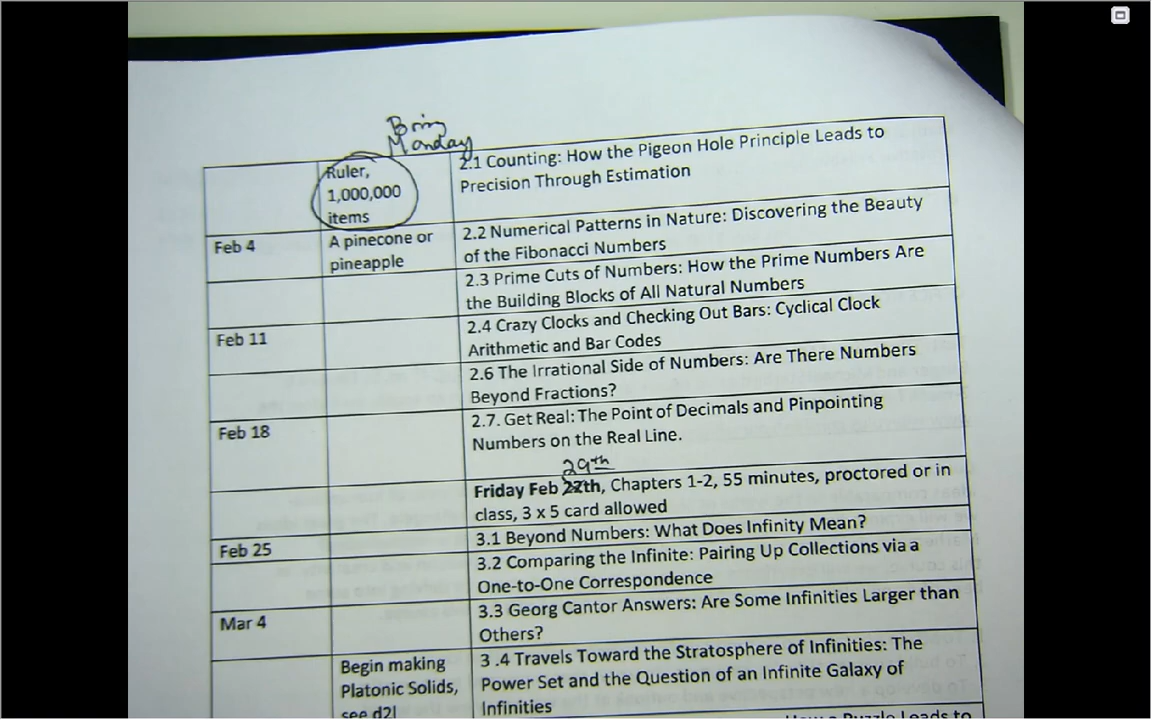 Bring
Monday
Ruler,
1,000,000
items
2.1 Counting: How the Pigeon Hole Principle Leads to
Precision Through Estimation
Feb 4
A pinecone or
pineapple
2.2 Numerical Patterns in Nature: Discovering the Beauty
of the Fibonacci Numbers
2.3 Prime Cuts of Numbers: How the Prime Numbers Are
the Building Blocks of All Natural Numbers
Feb 11
2.4 Crazy Clocks and Checking Out Bars: Cyclical Clock
Arithmetic and Bar Codes
2.6 The Irrational Side of Numbers: Are There Numbers
Beyond Fractions?
Feb 18
2.7. Get Real: The Point of Decimals and Pinpointing
Numbers on the Real Line.
29th
Friday Feb 22th, Chapters 1-2, 55 minutes, proctored or in
class, 3 x 5 card allowed
Feb 25
3.1 Beyond Numbers: What Does Infinity Mean?
3.2 Comparing the Infinite: Pairing Up Collections via a
One-to-One Correspondence
Mar 4
3.3 Georg Cantor Answers: Are Some Infinities Larger than
Others?
Begin making
Platonic Solids,
see d2l
3 .4 Travels Toward the Stratosphere of Infinities: The
Power Set and the Question of an Infinite Galaxy of
Infinities
How a Puzzle Leads to